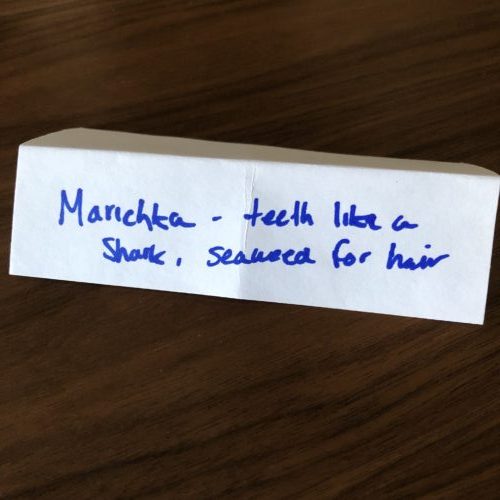 Marichka - teeth like a
shark, seaweed for hair